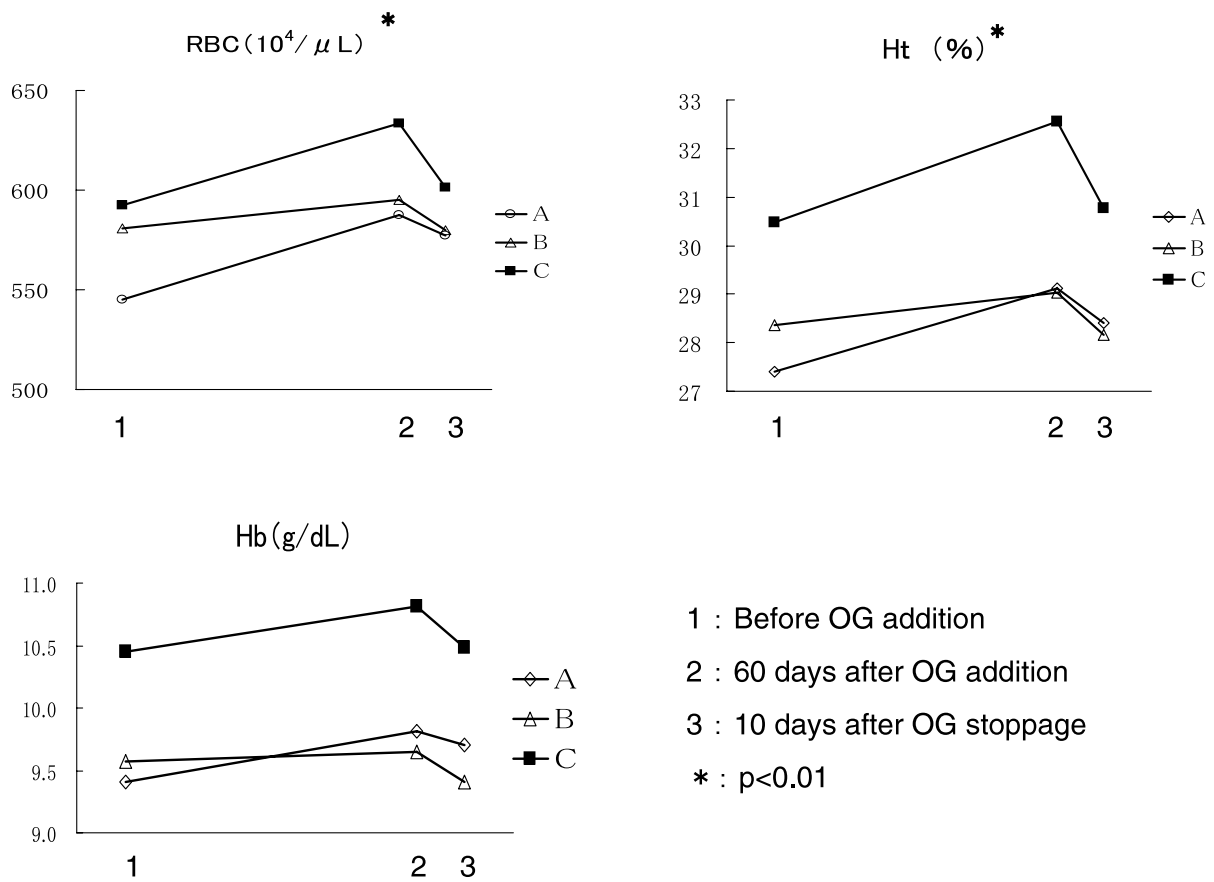 RBC(10⁴/μL) *
650
600
550
500
1 2 3
A
B
C
Ht (%)*
33
32
31
30
29
28
27
1 2 3
A
B
C
Hb(g/dL)
11.0
10.5
10.0
9.5
9.0
1 2 3
A
B
C
1 : Before OG addition
2 : 60 days after OG addition
3 : 10 days after OG stoppage
* : p<0.01